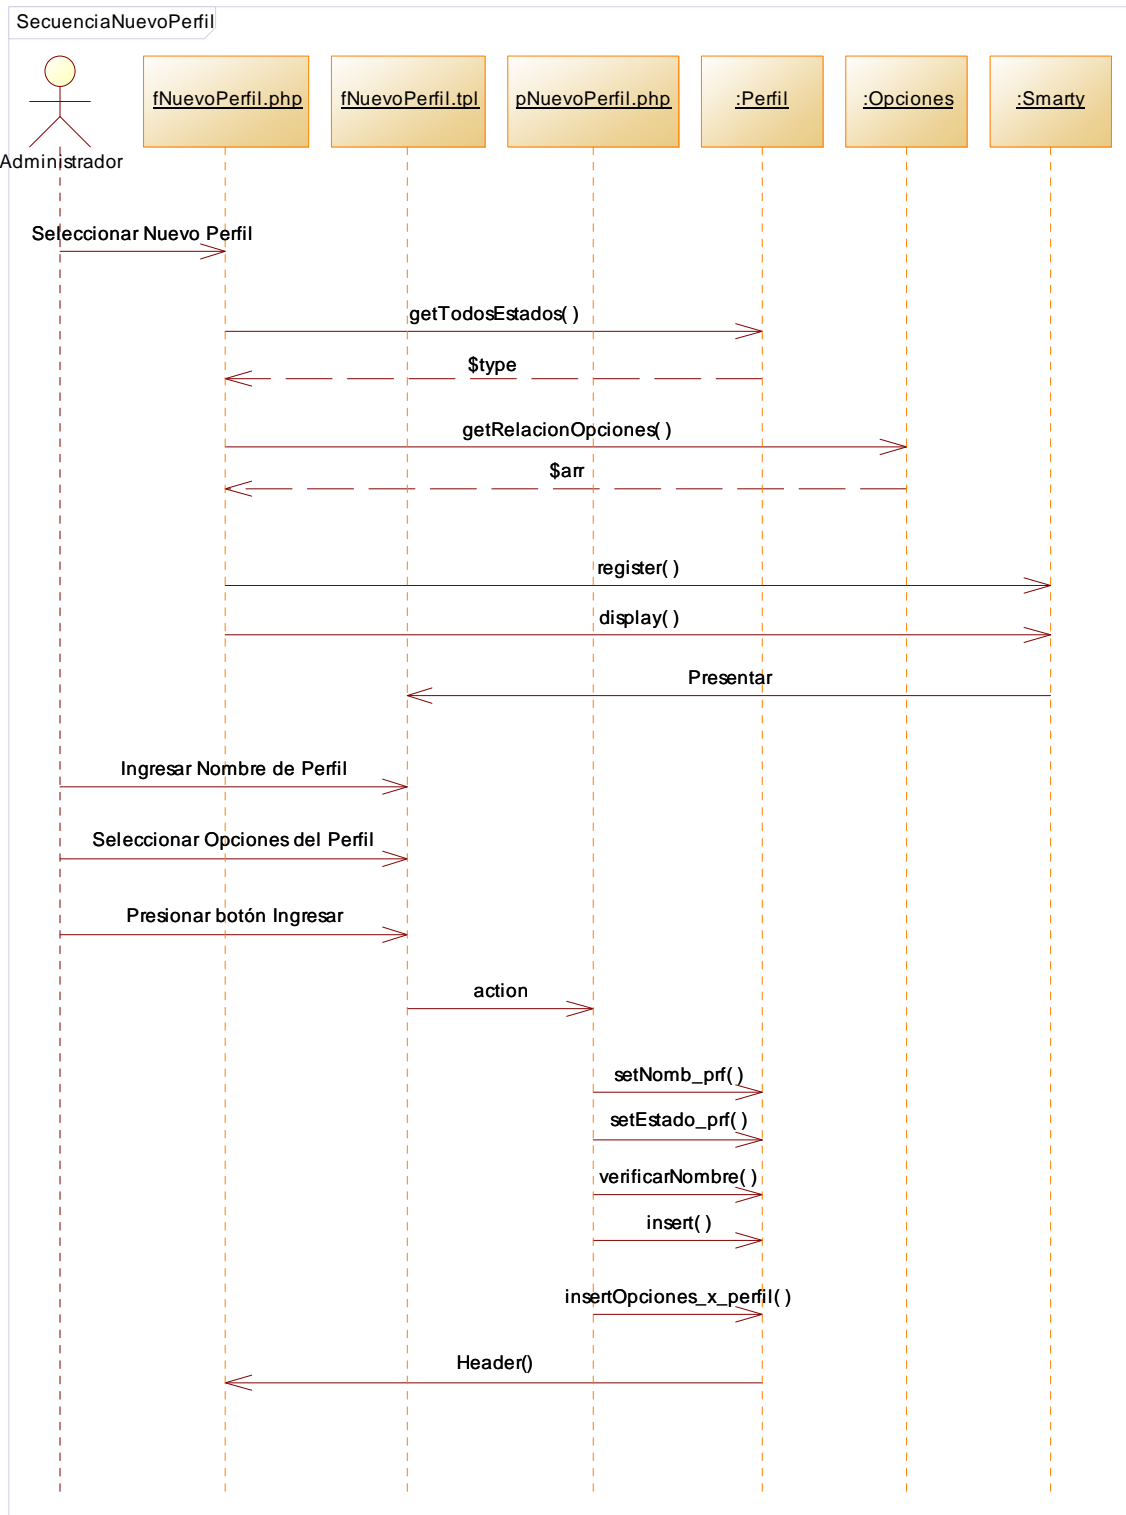 SecuenciaNuevoPerfil
fNuevoPerfil.php
fNuevoPerfil.tpl
pNuevoPerfil.php
:Perfil
:Opciones
:Smarty
Administrador
Seleccionar Nuevo Perfil
getTodosEstados( )
$type
getRelacionOpciones( )
$arr
register( )
display( )
Presentar
Ingresar Nombre de Perfil
Seleccionar Opciones del Perfil
Presionar botón Ingresar
action
setNomb_prf( )
setEstado_prf( )
verificarNombre( )
insert( )
insertOpciones_x_perfil( )
Header()